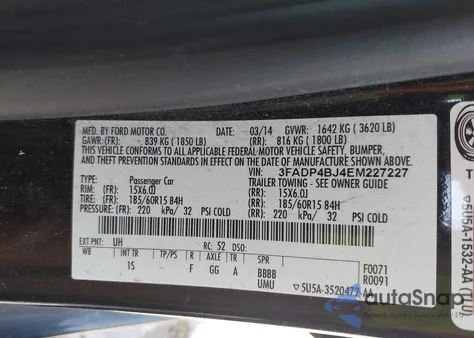 MFD. BY FORD MOTOR CO. DATE: 03/14 GVWR: 1642 KG ( 3620 LB)
GAWR: (FR): 839 KG ( 1850 LB) (RR): 816 KG ( 1800 LB)
THIS VEHICLE CONFORMS TO ALL APPLICABLE
FEDERAL MOTOR VEHICLE SAFETY, BUMPER,
AND THEFT PREVENTION STANDARDS IN EFFECT ON
THE DATE OF MANUFACTURE SHOWN ABOVE.
VIN: 3FADP4BJ4EM227227
TYPE: Passenger Car TRAILER TOWING - SEE OWNER GUIDE
RIM: (FR): 15X6.0J 15X6.0J
TIRE: (FR): 185/60R15 84H 185/60R15 84H
PRESSURE: (FR): 220 kPa/ 32 PSI COLD 220 kPa/ 32 PSI COLD
EXT PNT: UH RC: 52 DSO:
WB INT TR TP/PS R AXLE TR SPR
1S F GG A BBBB F0071
UMU R0091
5U5A-3520472-AA
5U5A-1532-AA
autoSnap